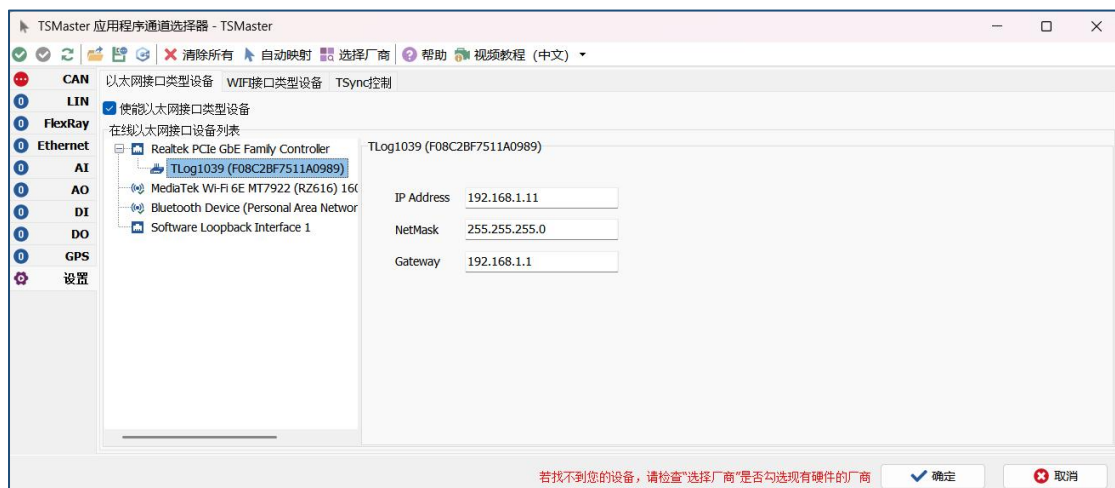 TSMaster 应用程序通道选择器 - TSMaster
清除所有 自动映射 选择厂商 帮助 视频教程（中文）
CAN
0 LIN
0 FlexRay
0 Ethernet
0 AI
0 AO
0 DI
0 DO
0 GPS
设置
以太网接口类型设备 WIFI接口类型设备 TSync控制
使能以太网接口类型设备
在线以太网接口设备列表
Realtek PCIe GbE Family Controller
TLog1039 (F08C2BF7511A0989)
MediaTek Wi-Fi 6E MT7922 (RZ616) 160
Bluetooth Device (Personal Area Networ
Software Loopback Interface 1
TLog1039 (F08C2BF7511A0989)
IP Address 192.168.1.11
NetMask 255.255.255.0
Gateway 192.168.1.1
若找不到您的设备，请检查“选择厂商”是否勾选现有硬件的厂商 确定 取消